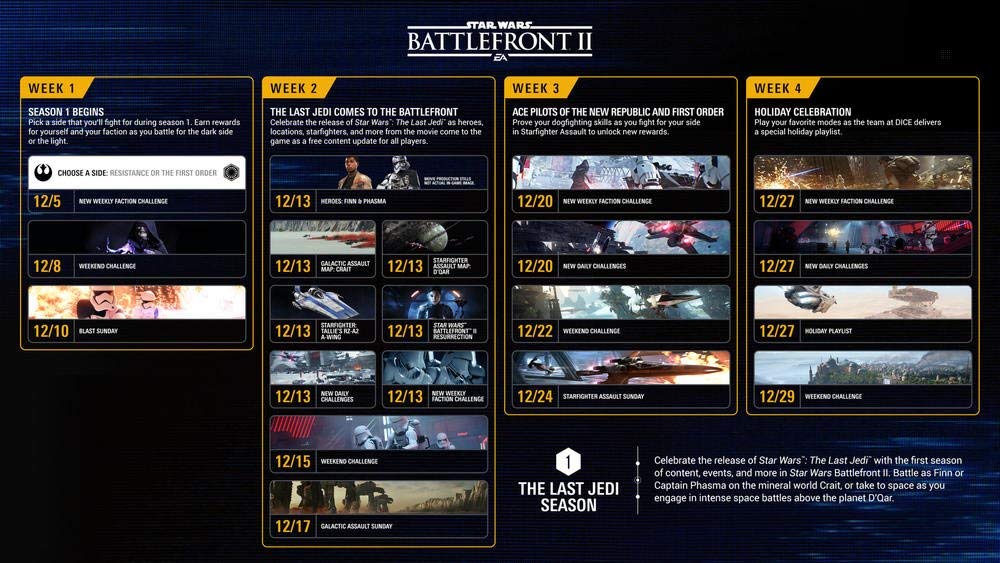 STAR WARS
BATTLEFRONT II
EA
WEEK 1
SEASON 1 BEGINS
Pick a side that you'll fight for during season 1. Earn rewards
for yourself and your faction as you battle for the dark side
or the light.
CHOOSE A SIDE: RESISTANCE OR THE FIRST ORDER
12/5 NEW WEEKLY FACTION CHALLENGE
12/8 WEEKEND CHALLENGE
12/10 BLAST SUNDAY
WEEK 2
THE LAST JEDI COMES TO THE BATTLEFRONT
Celebrate the release of Star Wars™: The Last Jedi™ as heroes,
locations, starfighters, and more from the movie come to the
game as a free content update for all players.
MOVIE PRODUCTION STILLS
NOT ACTUAL IN-GAME IMAGE.
12/13 HEROES: FINN & PHASMA
12/13 GALACTIC ASSAULT
MAP: CRAIT
12/13 STARFIGHTER
ASSAULT MAP:
D'QAR
12/13 STARFIGHTER:
TALLIE'S RZ-A2
A-WING
12/13 STAR WARS™
BATTLEFRONT™ II
RESURRECTION
12/13 NEW DAILY
CHALLENGES
12/13 NEW WEEKLY
FACTION CHALLENGE
12/15 WEEKEND CHALLENGE
12/17 GALACTIC ASSAULT SUNDAY
WEEK 3
ACE PILOTS OF THE NEW REPUBLIC AND FIRST ORDER
Prove your dogfighting skills as you fight for your side
in Starfighter Assault to unlock new rewards.
12/20 NEW WEEKLY FACTION CHALLENGE
12/20 NEW DAILY CHALLENGES
12/22 WEEKEND CHALLENGE
12/24 STARFIGHTER ASSAULT SUNDAY
WEEK 4
HOLIDAY CELEBRATION
Play your favorite modes as the team at DICE delivers
a special holiday playlist.
12/27 NEW WEEKLY FACTION CHALLENGE
12/27 NEW DAILY CHALLENGES
12/27 HOLIDAY PLAYLIST
12/29 WEEKEND CHALLENGE
1
THE LAST JEDI
SEASON
Celebrate the release of Star Wars™: The Last Jedi™ with the first season
of content, events, and more in Star Wars Battlefront II. Battle as Finn or
Captain Phasma on the mineral world Crait, or take to space as you
engage in intense space battles above the planet D'Qar.